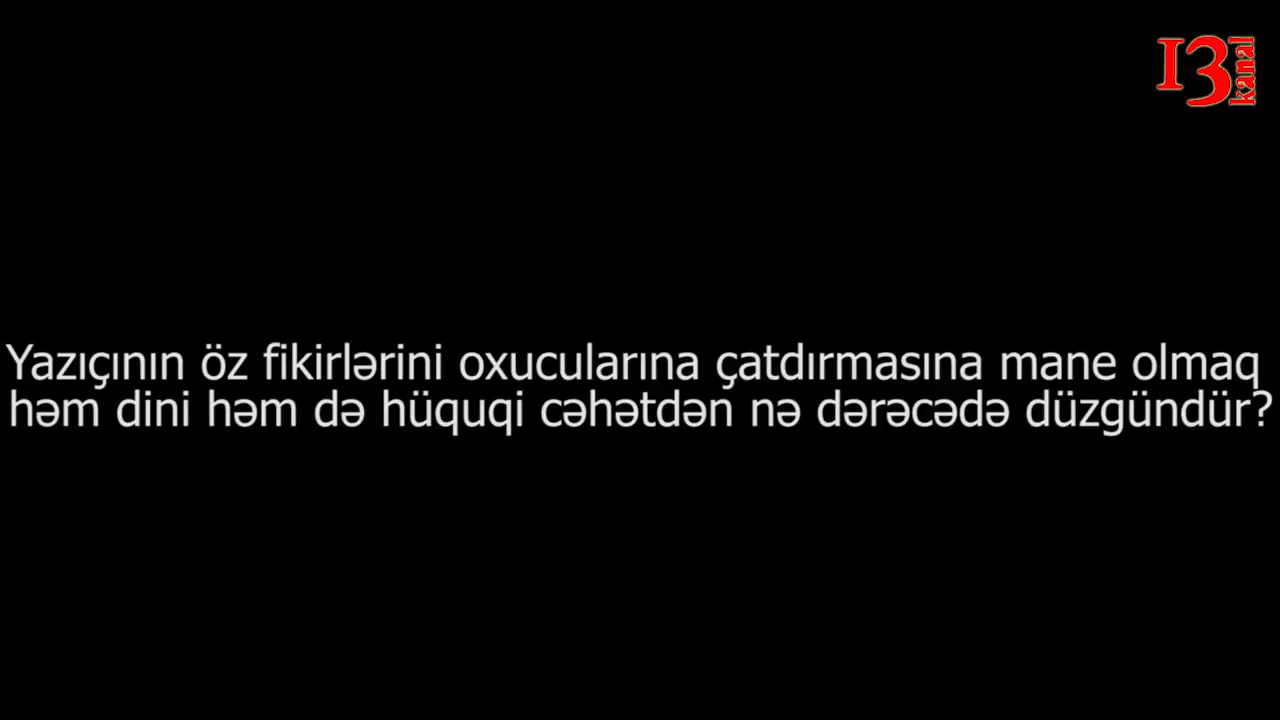 13 kanal
Yazıçının öz fikirlərini oxucularına çatdırmasına mane olmaq
həm dini həm də hüquqi cəhətdən nə dərəcədə düzgündür?